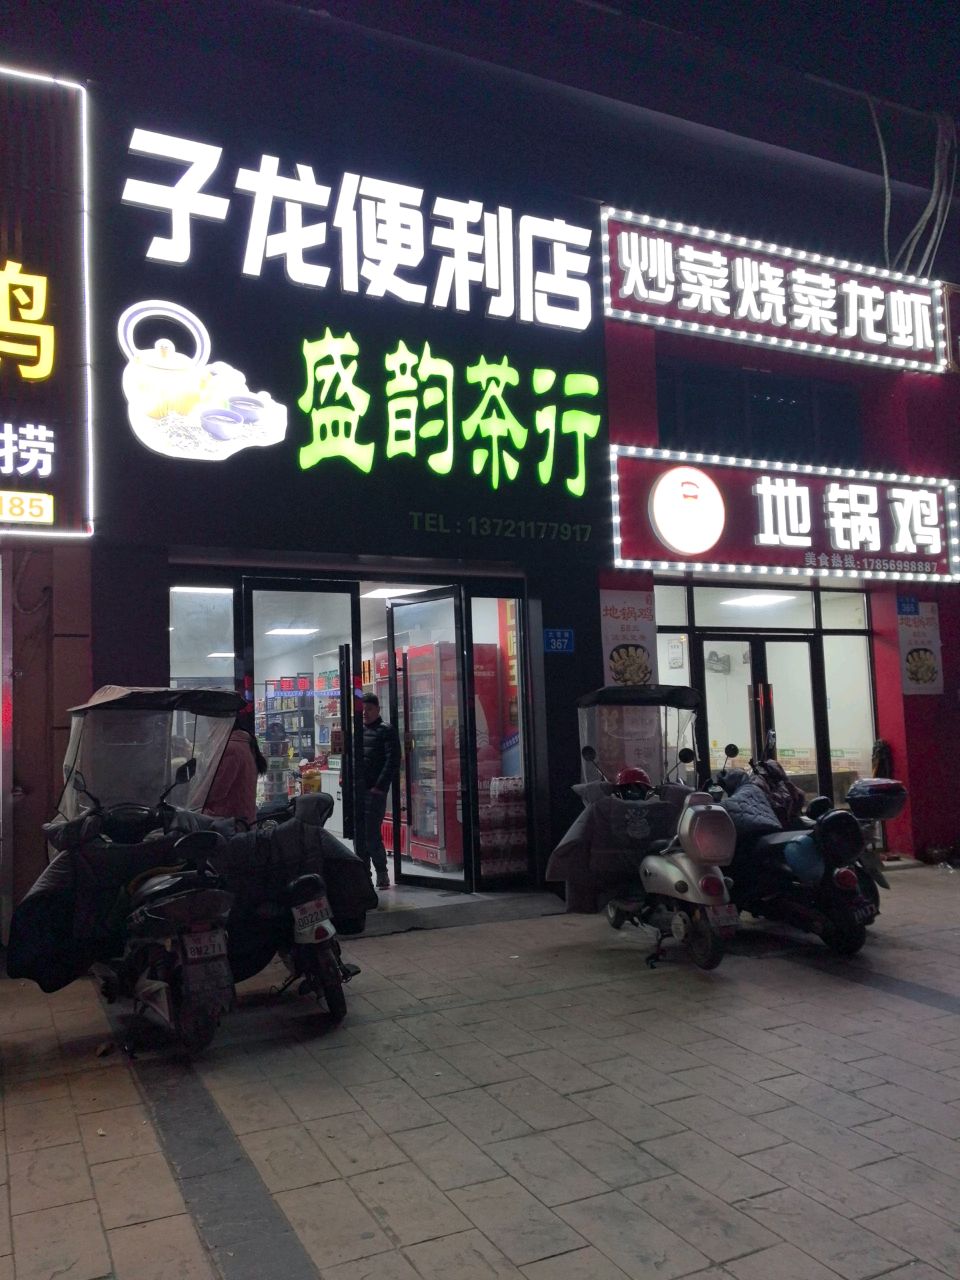 鸡
捞
185
子龙便利店
盛韵茶行
TEL:13721177917
炒菜烧菜龙虾
地锅鸡
美食热线:17856998887
367
365
地锅鸡
地锅鸡